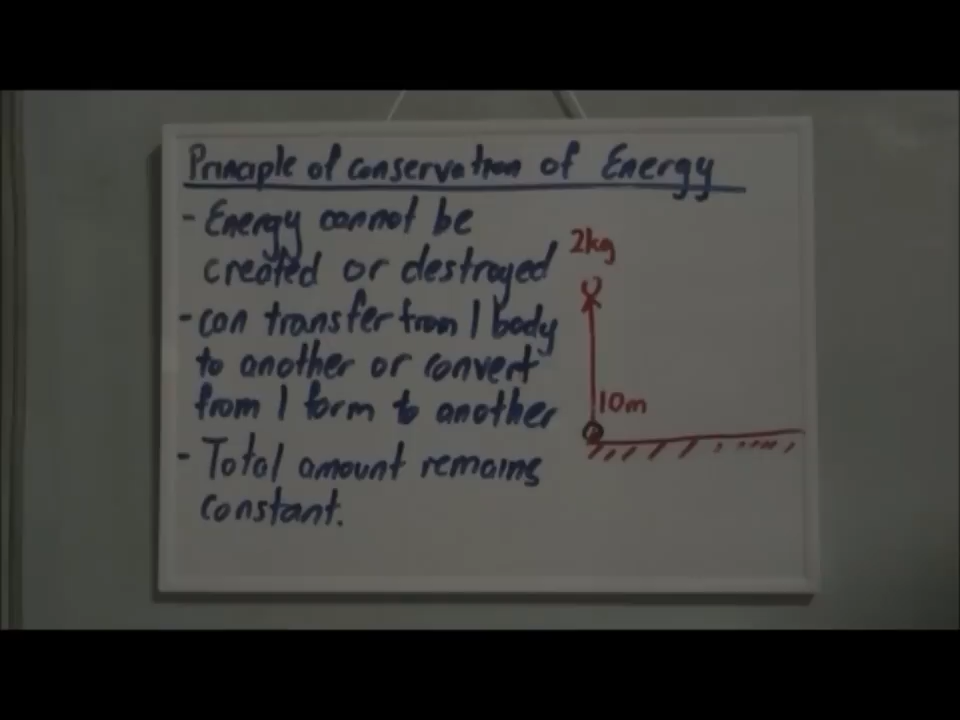 Principle of conservation of Energy
- Energy cannot be
created or destroyed
- can transfer from 1 body
to another or convert
from 1 form to another
- Total amount remains
constant.
2kg
10m